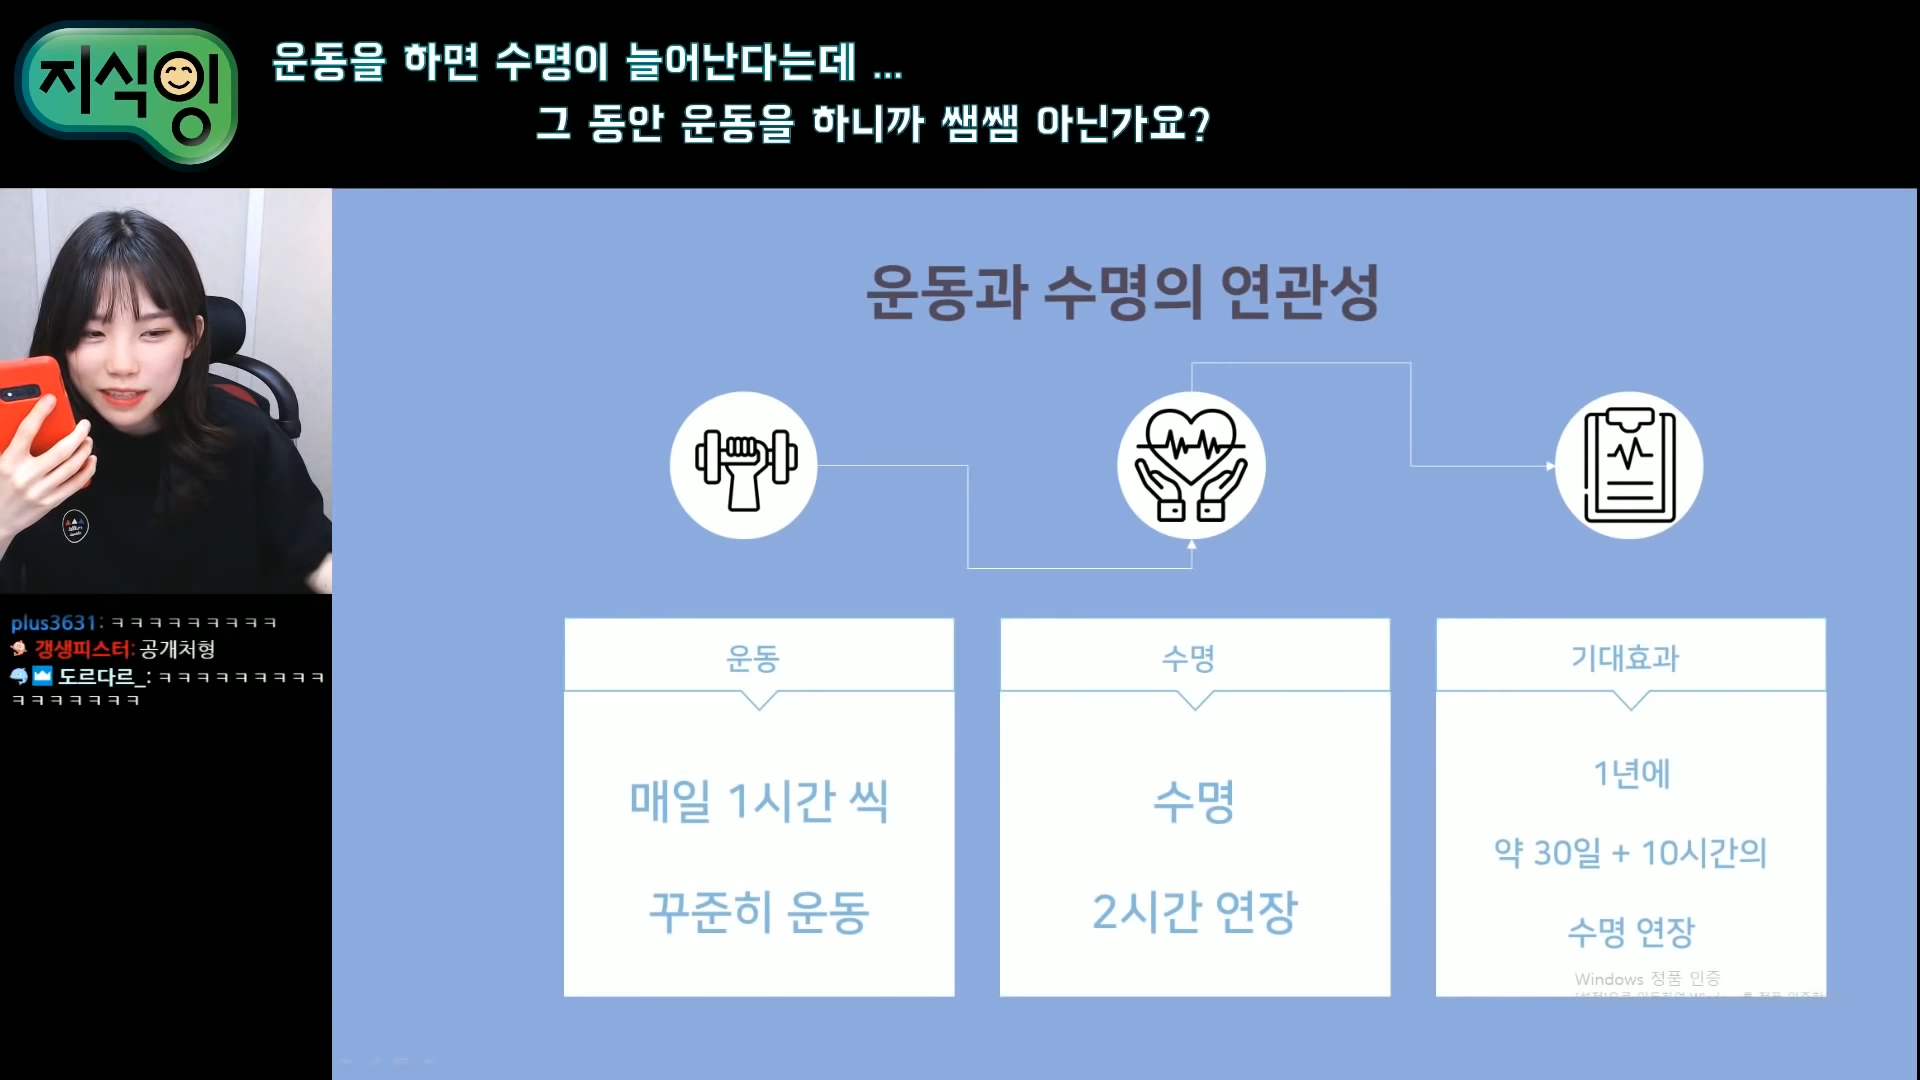 지식잉
운동을 하면 수명이 늘어난다는데 ...
그 동안 운동을 하니까 쌤쌤 아닌가요?
운동과 수명의 연관성
운동
매일 1시간 씩
꾸준히 운동
수명
수명
2시간 연장
기대효과
1년에
약 30일 + 10시간의
수명 연장
Windows 정품 인증
plus3631: ㅋㅋㅋㅋㅋㅋㅋㅋㅋ
갱생피스터: 공개처형
도르다르_: ㅋㅋㅋㅋㅋㅋㅋㅋㅋ
ㅋㅋㅋㅋㅋㅋㅋ